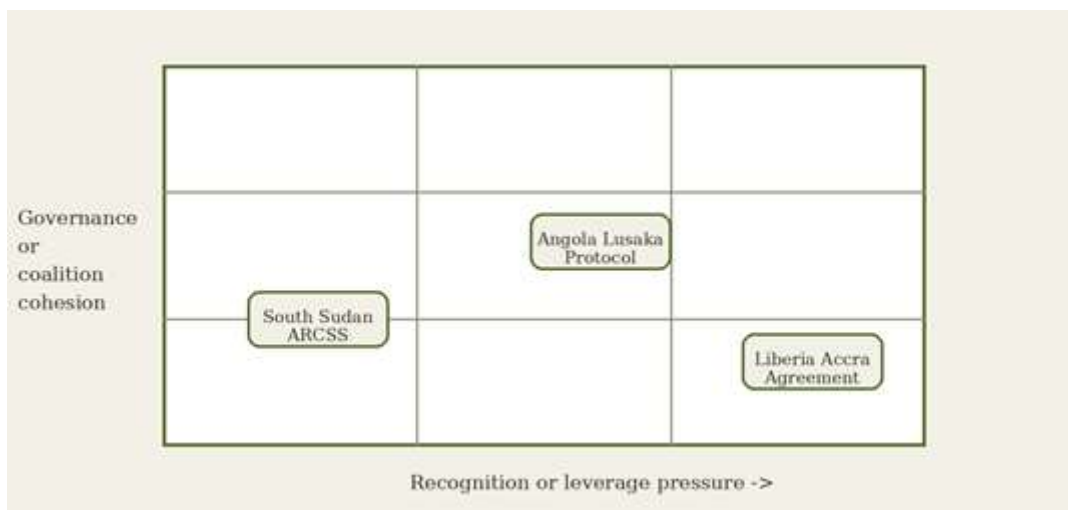 Governance
or
coalition
cohesion
Angola Lusaka
Protocol
South Sudan
ARCSS
Liberia Accra
Agreement
Recognition or leverage pressure ->